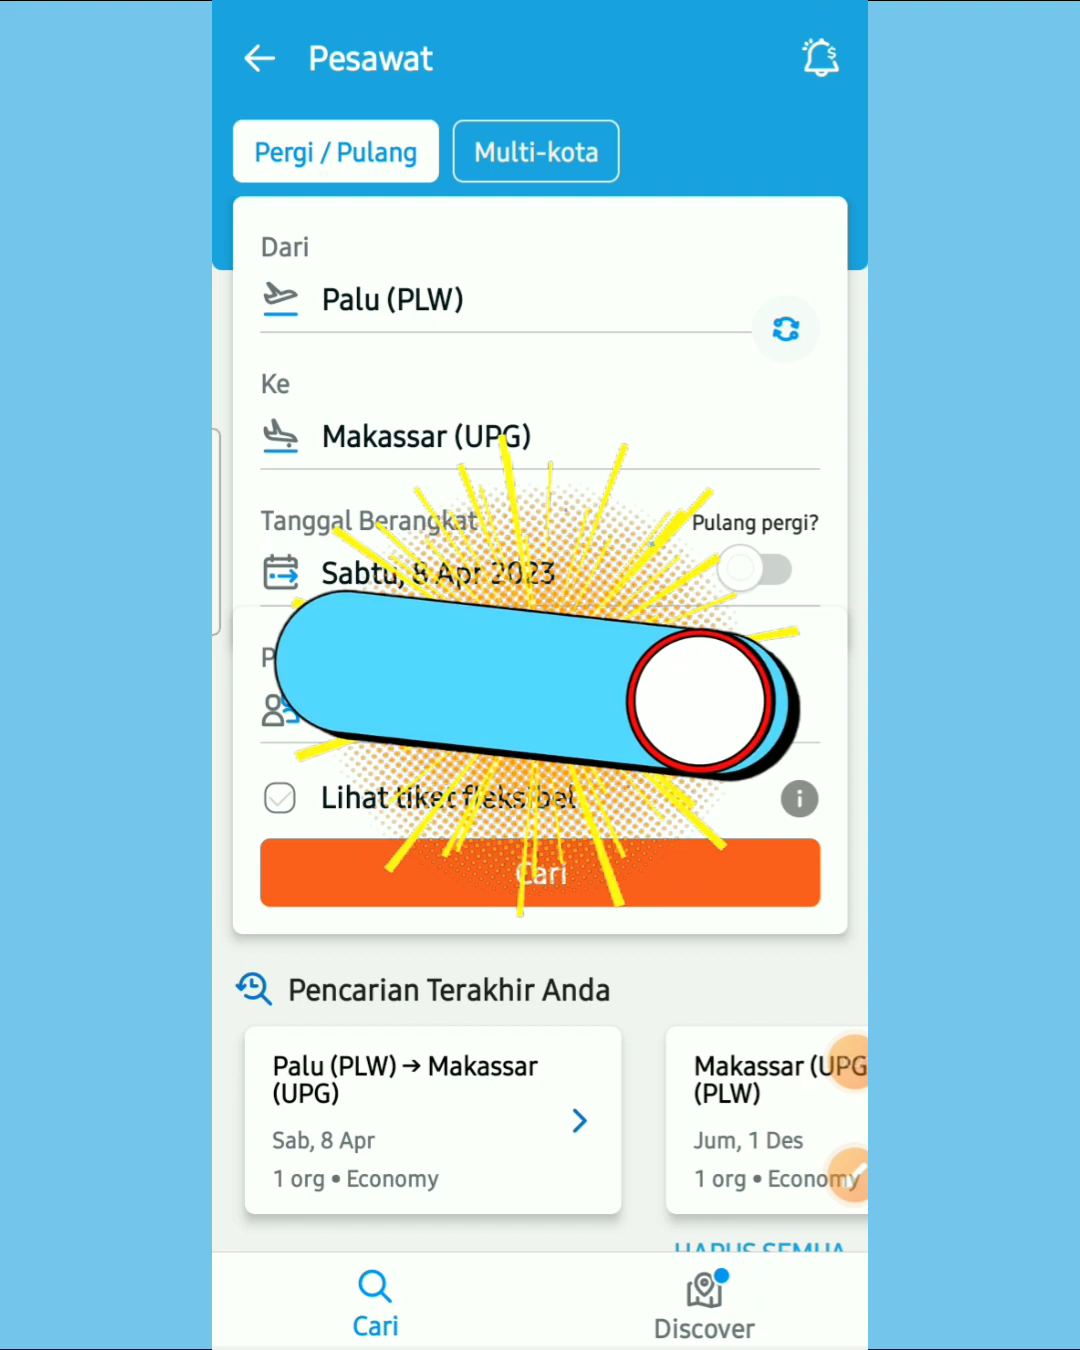 Pesawat
Pergi / Pulang
Multi-kota
Dari
Palu (PLW)
Ke
Makassar (UPG)
Tanggal Berangkat
Pulang pergi?
Sabtu, 8 Apr 2023
Lihat tiket fleksibel
Cari
Pencarian Terakhir Anda
Palu (PLW) → Makassar
(UPG)
Sab, 8 Apr
1 org • Economy
Makassar (UPG
(PLW)
Jum, 1 Des
1 org • Economy
HAPUS SEMUA
Cari
Discover